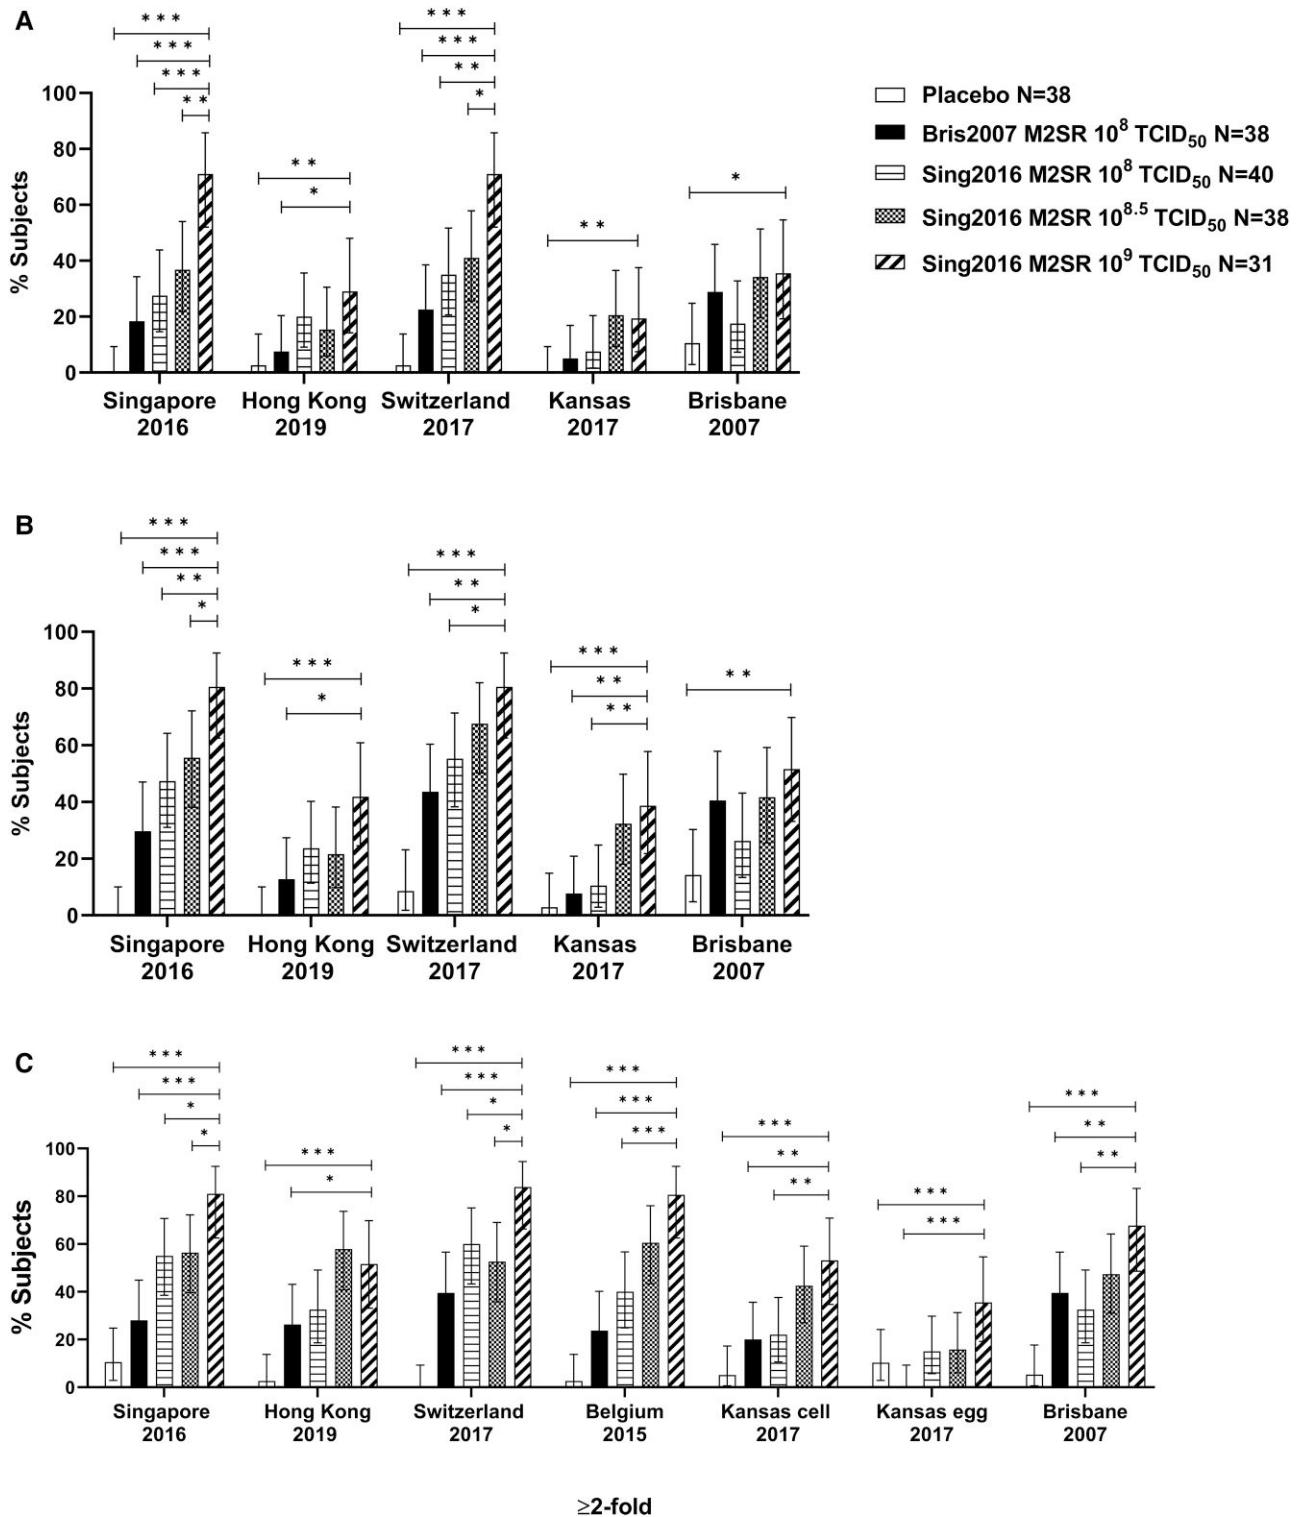 A
***
***
***
**
***
***
**
*
**
*
**
*
100
80
60
40
20
0
% Subjects
Singapore 2016
Hong Kong 2019
Switzerland 2017
Kansas 2017
Brisbane 2007
Placebo N=38
Bris2007 M2SR 10^8 TCID_50 N=38
Sing2016 M2SR 10^8 TCID_50 N=40
Sing2016 M2SR 10^8.5 TCID_50 N=38
Sing2016 M2SR 10^9 TCID_50 N=31
B
***
***
**
*
***
*
***
**
*
***
**
**
**
100
80
60
40
20
0
% Subjects
Singapore 2016
Hong Kong 2019
Switzerland 2017
Kansas 2017
Brisbane 2007
C
***
***
*
*
***
*
***
***
*
*
***
***
***
***
**
**
***
***
***
**
**
100
80
60
40
20
0
% Subjects
Singapore 2016
Hong Kong 2019
Switzerland 2017
Belgium 2015
Kansas cell 2017
Kansas egg 2017
Brisbane 2007
≥2-fold